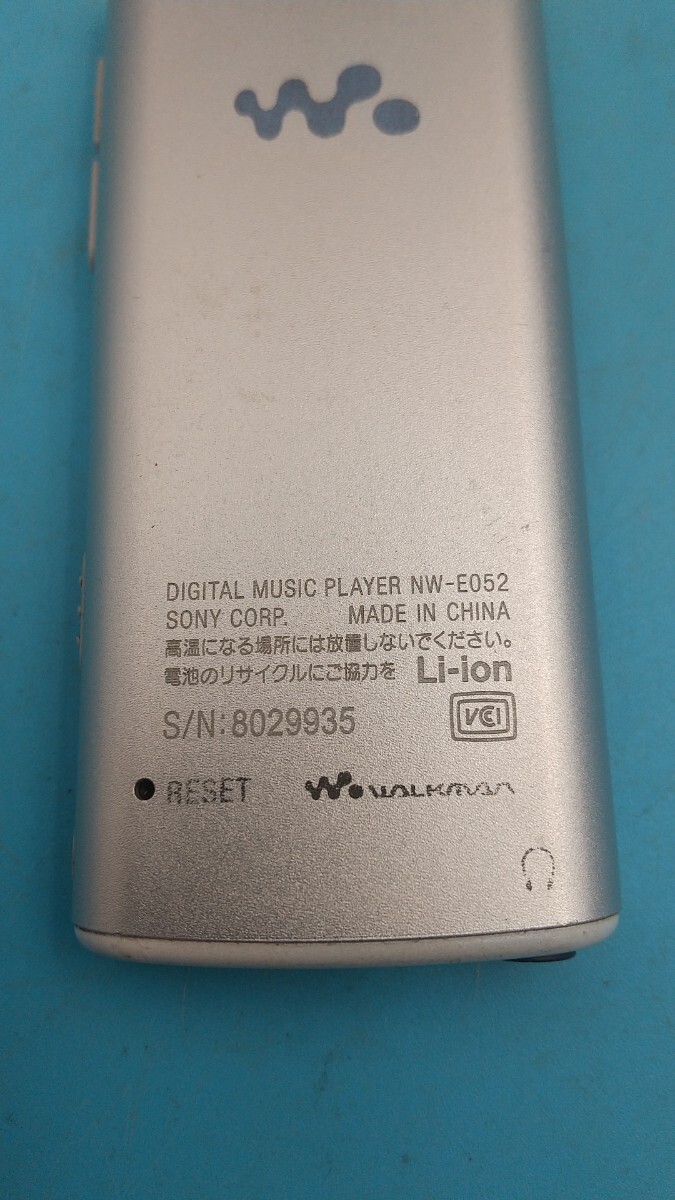 DIGITAL MUSIC PLAYER NW-E052
SONY CORP. MADE IN CHINA
高温になる場所には放置しないでください。
電池のリサイクルにご協力を Li-ion
S/N:8029935 VCCI
RESET W. WALKMAN